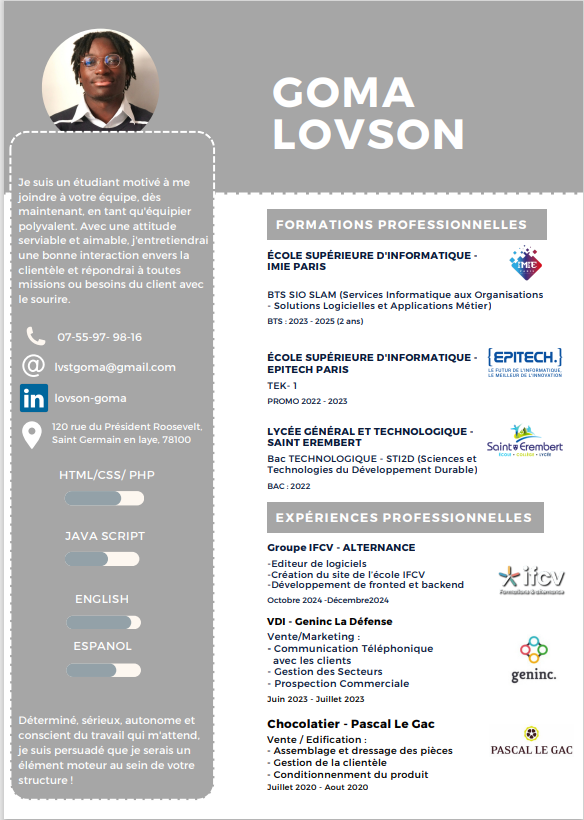 GOMA
LOVSON
Je suis un étudiant motivé à me
joindre à votre équipe, dès
maintenant, en tant qu'équipier
polyvalent. Avec une attitude
serviable et aimable, j'entretiendrai
une bonne interaction envers la
clientèle et répondrai à toutes
missions ou besoins du client avec
le sourire.
07-55-97- 98-16
@
lvstgoma@gmail.com
in
lovson-goma
120 rue du Président Roosevelt,
Saint Germain en laye, 78100
HTML/CSS/ PHP
JAVA SCRIPT
ENGLISH
ESPANOL
Déterminé, sérieux, autonome et
conscient du travail qui m'attend,
je suis persuadé que je serais un
élément moteur au sein de votre
structure !
FORMATIONS PROFESSIONNELLES
ÉCOLE SUPÉRIEURE D'INFORMATIQUE -
IMIE PARIS
IMIE
PARIS
BTS SIO SLAM (Services Informatique aux Organisations
- Solutions Logicielles et Applications Métier)
BTS : 2023 - 2025 (2 ans)
ÉCOLE SUPÉRIEURE D'INFORMATIQUE -
EPITECH PARIS
{EPITECH.}
LE FUTUR DE L'INFORMATIQUE,
LE MEILLEUR DE L'INNOVATION
TEK- 1
PROMO 2022 - 2023
LYCÉE GÉNÉRAL ET TECHNOLOGIQUE -
SAINT EREMBERT
Saint Erembert
ÉCOLE • COLLÈGE • LYCÉE
Bac TECHNOLOGIQUE - STI2D (Sciences et
Technologies du Développement Durable)
BAC : 2022
EXPÉRIENCES PROFESSIONNELLES
Groupe IFCV - ALTERNANCE
-Editeur de logiciels
-Création du site de l'école IFCV
-Développement de fronted et backend
Octobre 2024 -Décembre2024
ifcv
Formations & alternance
VDI - Geninc La Défense
Vente/Marketing :
- Communication Téléphonique
avec les clients
- Gestion des Secteurs
- Prospection Commerciale
Juin 2023 - Juillet 2023
geninc.
Chocolatier - Pascal Le Gac
Vente / Edification :
- Assemblage et dressage des pièces
- Gestion de la clientèle
- Conditionnenment du produit
Juillet 2020 - Aout 2020
PASCAL LE GAC